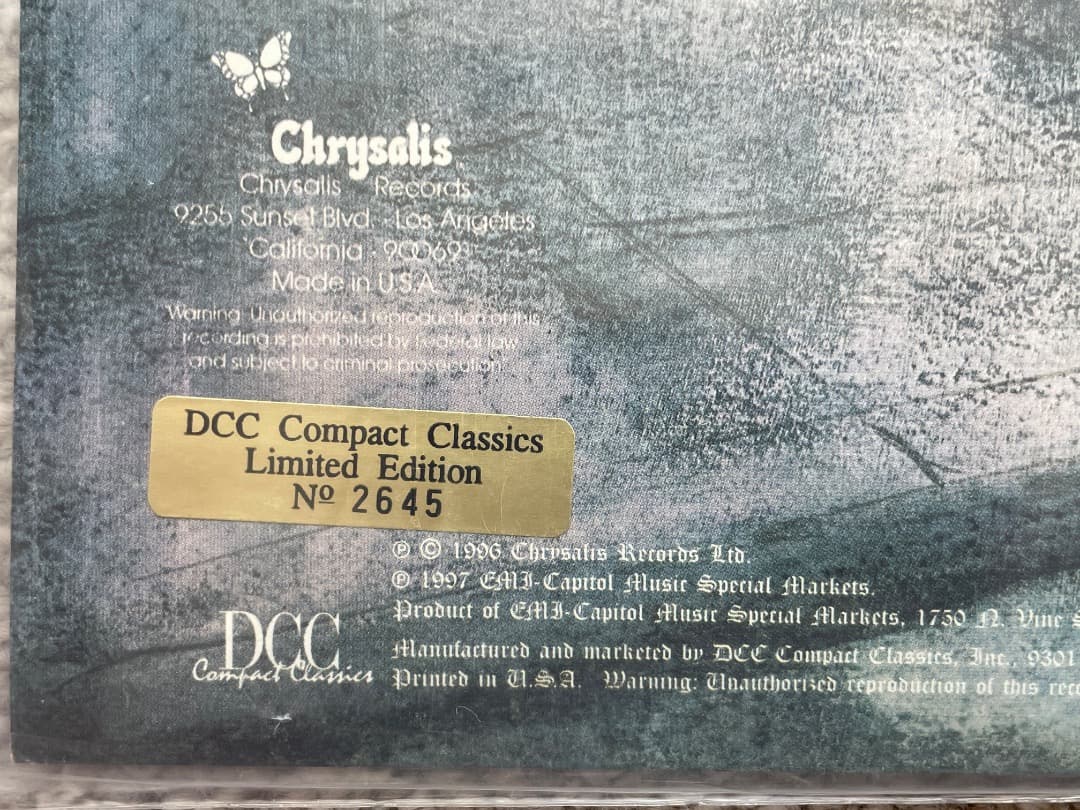 Chrysalis
Chrysalis Records
9255 Sunset Blvd. · Los Angeles
California · 90069
Made in U.S.A.
Warning: Unauthorized reproduction of this
recording is prohibited by Federal law
and subject to criminal prosecution
DCC Compact Classics
Limited Edition
Nº 2645
℗ © 1996 Chrysalis Records Ltd.
℗ 1997 EMI-Capitol Music Special Markets.
Product of EMI-Capitol Music Special Markets, 1750 N. Vine
DCC
Compact Classics
Manufactured and marketed by DCC Compact Classics, Inc., 9301
Printed in U.S.A. Warning: Unauthorized reproduction of this